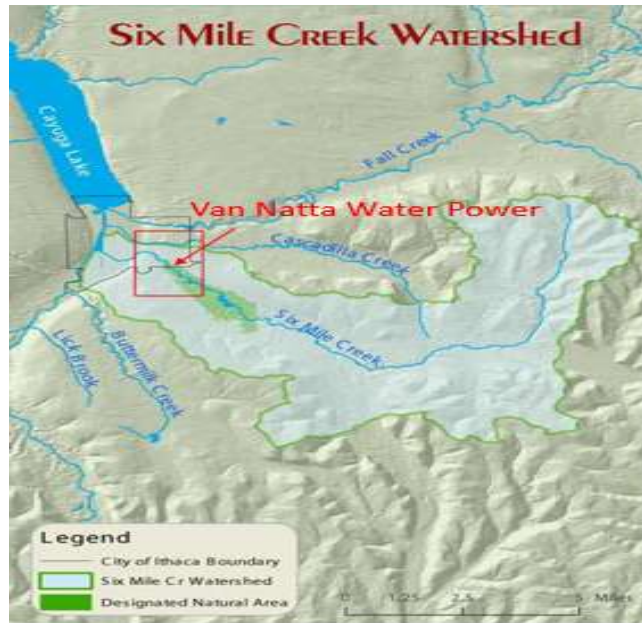 Six Mile Creek Watershed
Cayuga Lake
Fall Creek
Van Natta Water Power
Cascadilla Creek
Six Mile Creek
Lick Brook
Buttermilk Creek
Legend
City of Ithaca Boundary
Six Mile Cr Watershed
Designated Natural Area
0 1.25 2.5 5 Miles